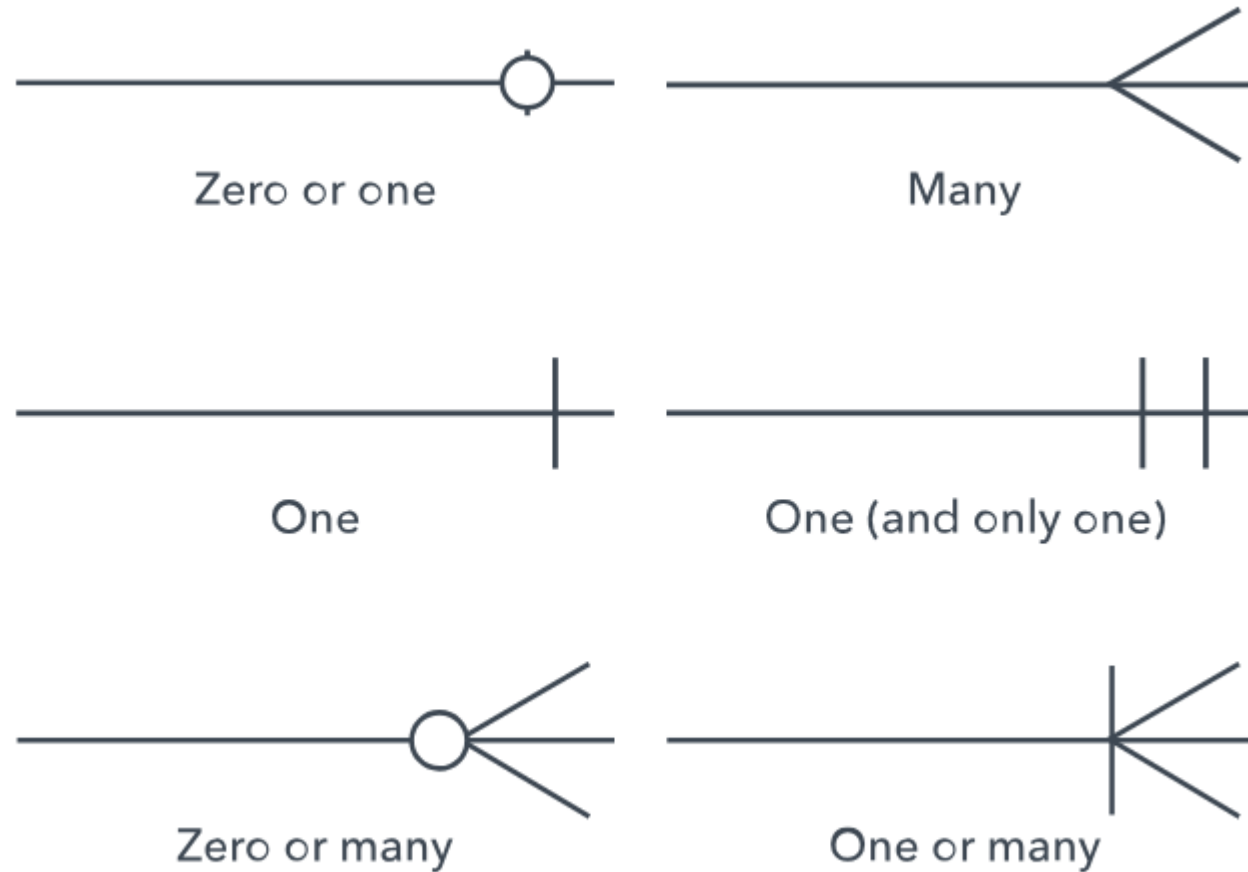 Zero or one
Many
One
One (and only one)
Zero or many
One or many